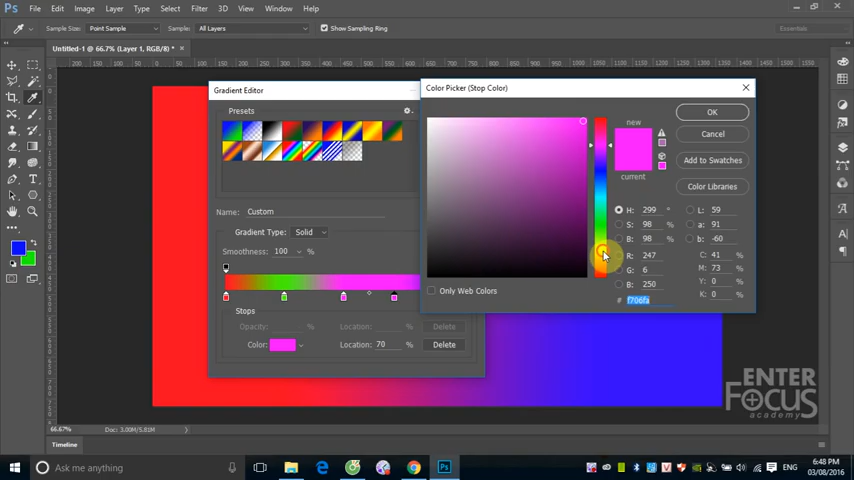 Ps File Edit Image Layer Type Select Filter 3D View Window Help
Sample Size: Point Sample Sample: All Layers Show Sampling Ring Essentials
Untitled-1 @ 66.7% (RGB/8) * ×
Gradient Editor
Presets
Name: Custom
Gradient Type: Solid
Smoothness: 100 %
Stops
Opacity: % Location: % Delete
Color: Location: 70 % Delete
Color Picker (Stop Color)
new
current
OK
Cancel
Add to Swatches
Color Libraries
H: 299 ° L: 59
S: 98 % a: 91
B: 98 % b: -60
R: 247 C: 41 %
G: 6 M: 73 %
B: 250 Y: 0 %
# f706fa K: 0 %
Only Web Colors
ENTER
FOCUS
academy
66.67% Doc: 3.00M/5.81M
Timeline
Ask me anything
Ps
ENG
6:48 PM
03/08/2016